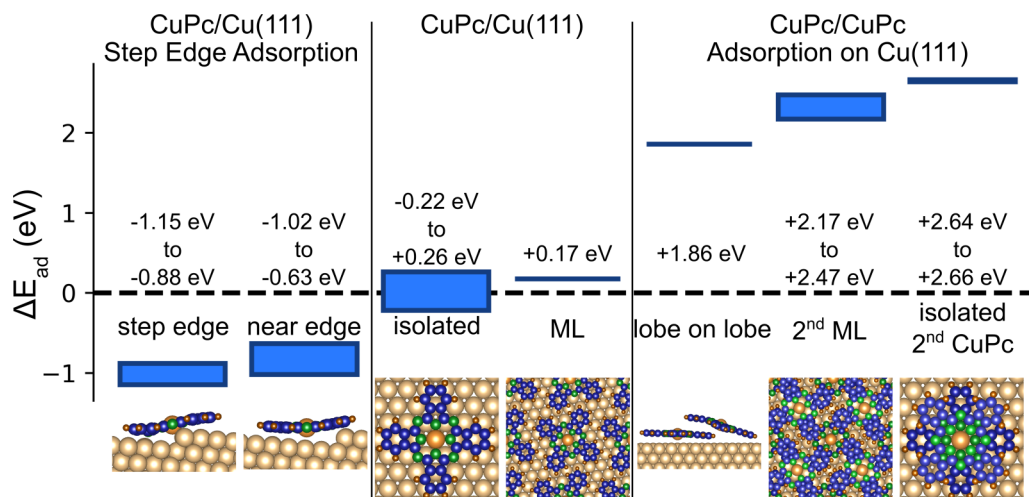 CuPc/Cu(111)
Step Edge Adsorption
CuPc/Cu(111)
CuPc/CuPc
Adsorption on Cu(111)
ΔE_ad (eV)
2
1
0
−1
-1.15 eV
to
-0.88 eV
-1.02 eV
to
-0.63 eV
-0.22 eV
to
+0.26 eV
+0.17 eV
+1.86 eV
+2.17 eV
to
+2.47 eV
+2.64 eV
to
+2.66 eV
step edge
near edge
isolated
ML
lobe on lobe
2nd ML
isolated
2nd CuPc